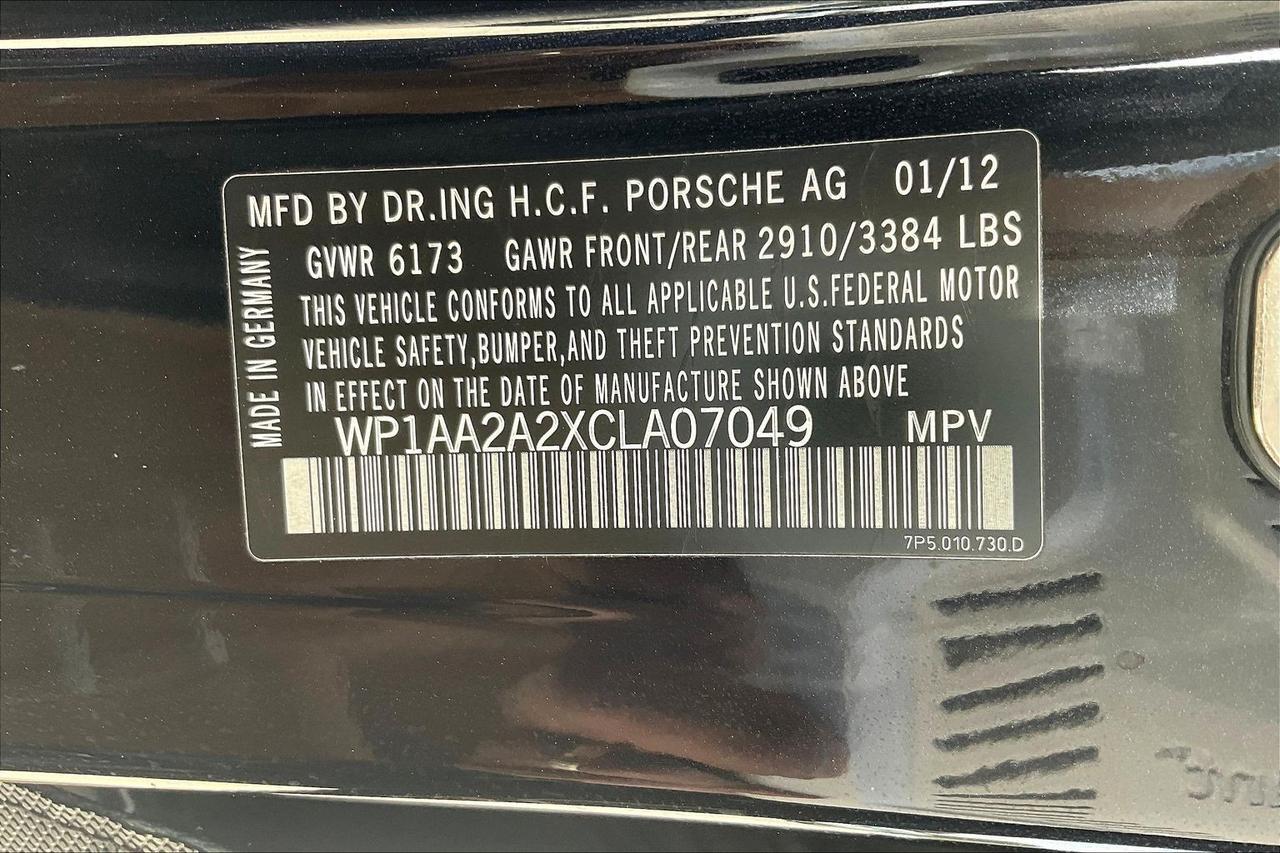 MFD BY DR.ING H.C.F. PORSCHE AG 01/12
GVWR 6173 GAWR FRONT/REAR 2910/3384 LBS
THIS VEHICLE CONFORMS TO ALL APPLICABLE U.S.FEDERAL MOTOR
VEHICLE SAFETY,BUMPER,AND THEFT PREVENTION STANDARDS
IN EFFECT ON THE DATE OF MANUFACTURE SHOWN ABOVE
MADE IN GERMANY
WP1AA2A2XCLA07049 MPV
7P5.010.730.D